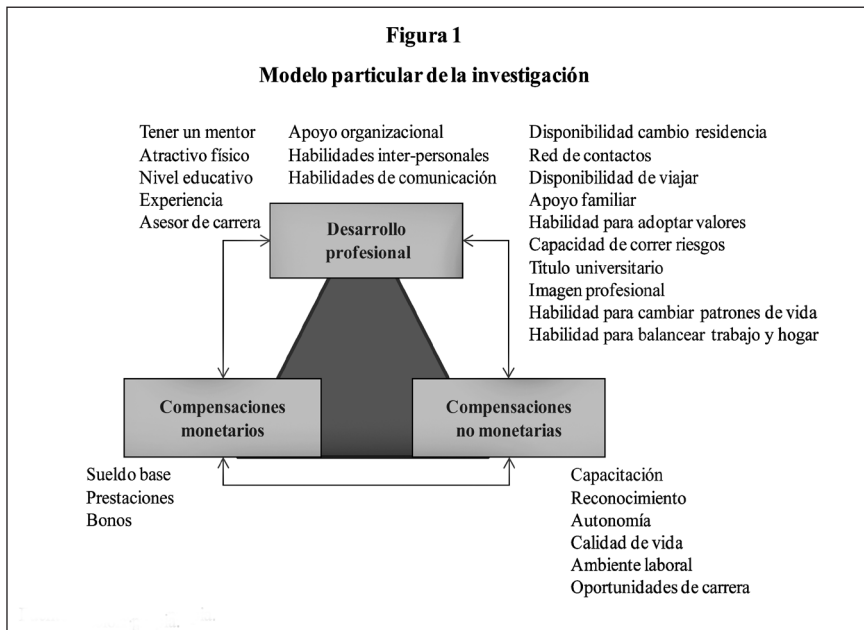 Figura 1
Modelo particular de la investigación
Tener un mentor
Atractivo físico
Nivel educativo
Experiencia
Asesor de carrera
Apoyo organizacional
Habilidades inter-personales
Habilidades de comunicación
Disponibilidad cambio residencia
Red de contactos
Disponibilidad de viajar
Apoyo familiar
Habilidad para adoptar valores
Capacidad de correr riesgos
Titulo universitario
Imagen profesional
Habilidad para cambiar patrones de vida
Habilidad para balancear trabajo y hogar
Desarrollo
profesional
Compensaciones
monetarios
Compensaciones
no monetarias
Sueldo base
Prestaciones
Bonos
Capacitación
Reconocimiento
Autonomía
Calidad de vida
Ambiente laboral
Oportunidades de carrera